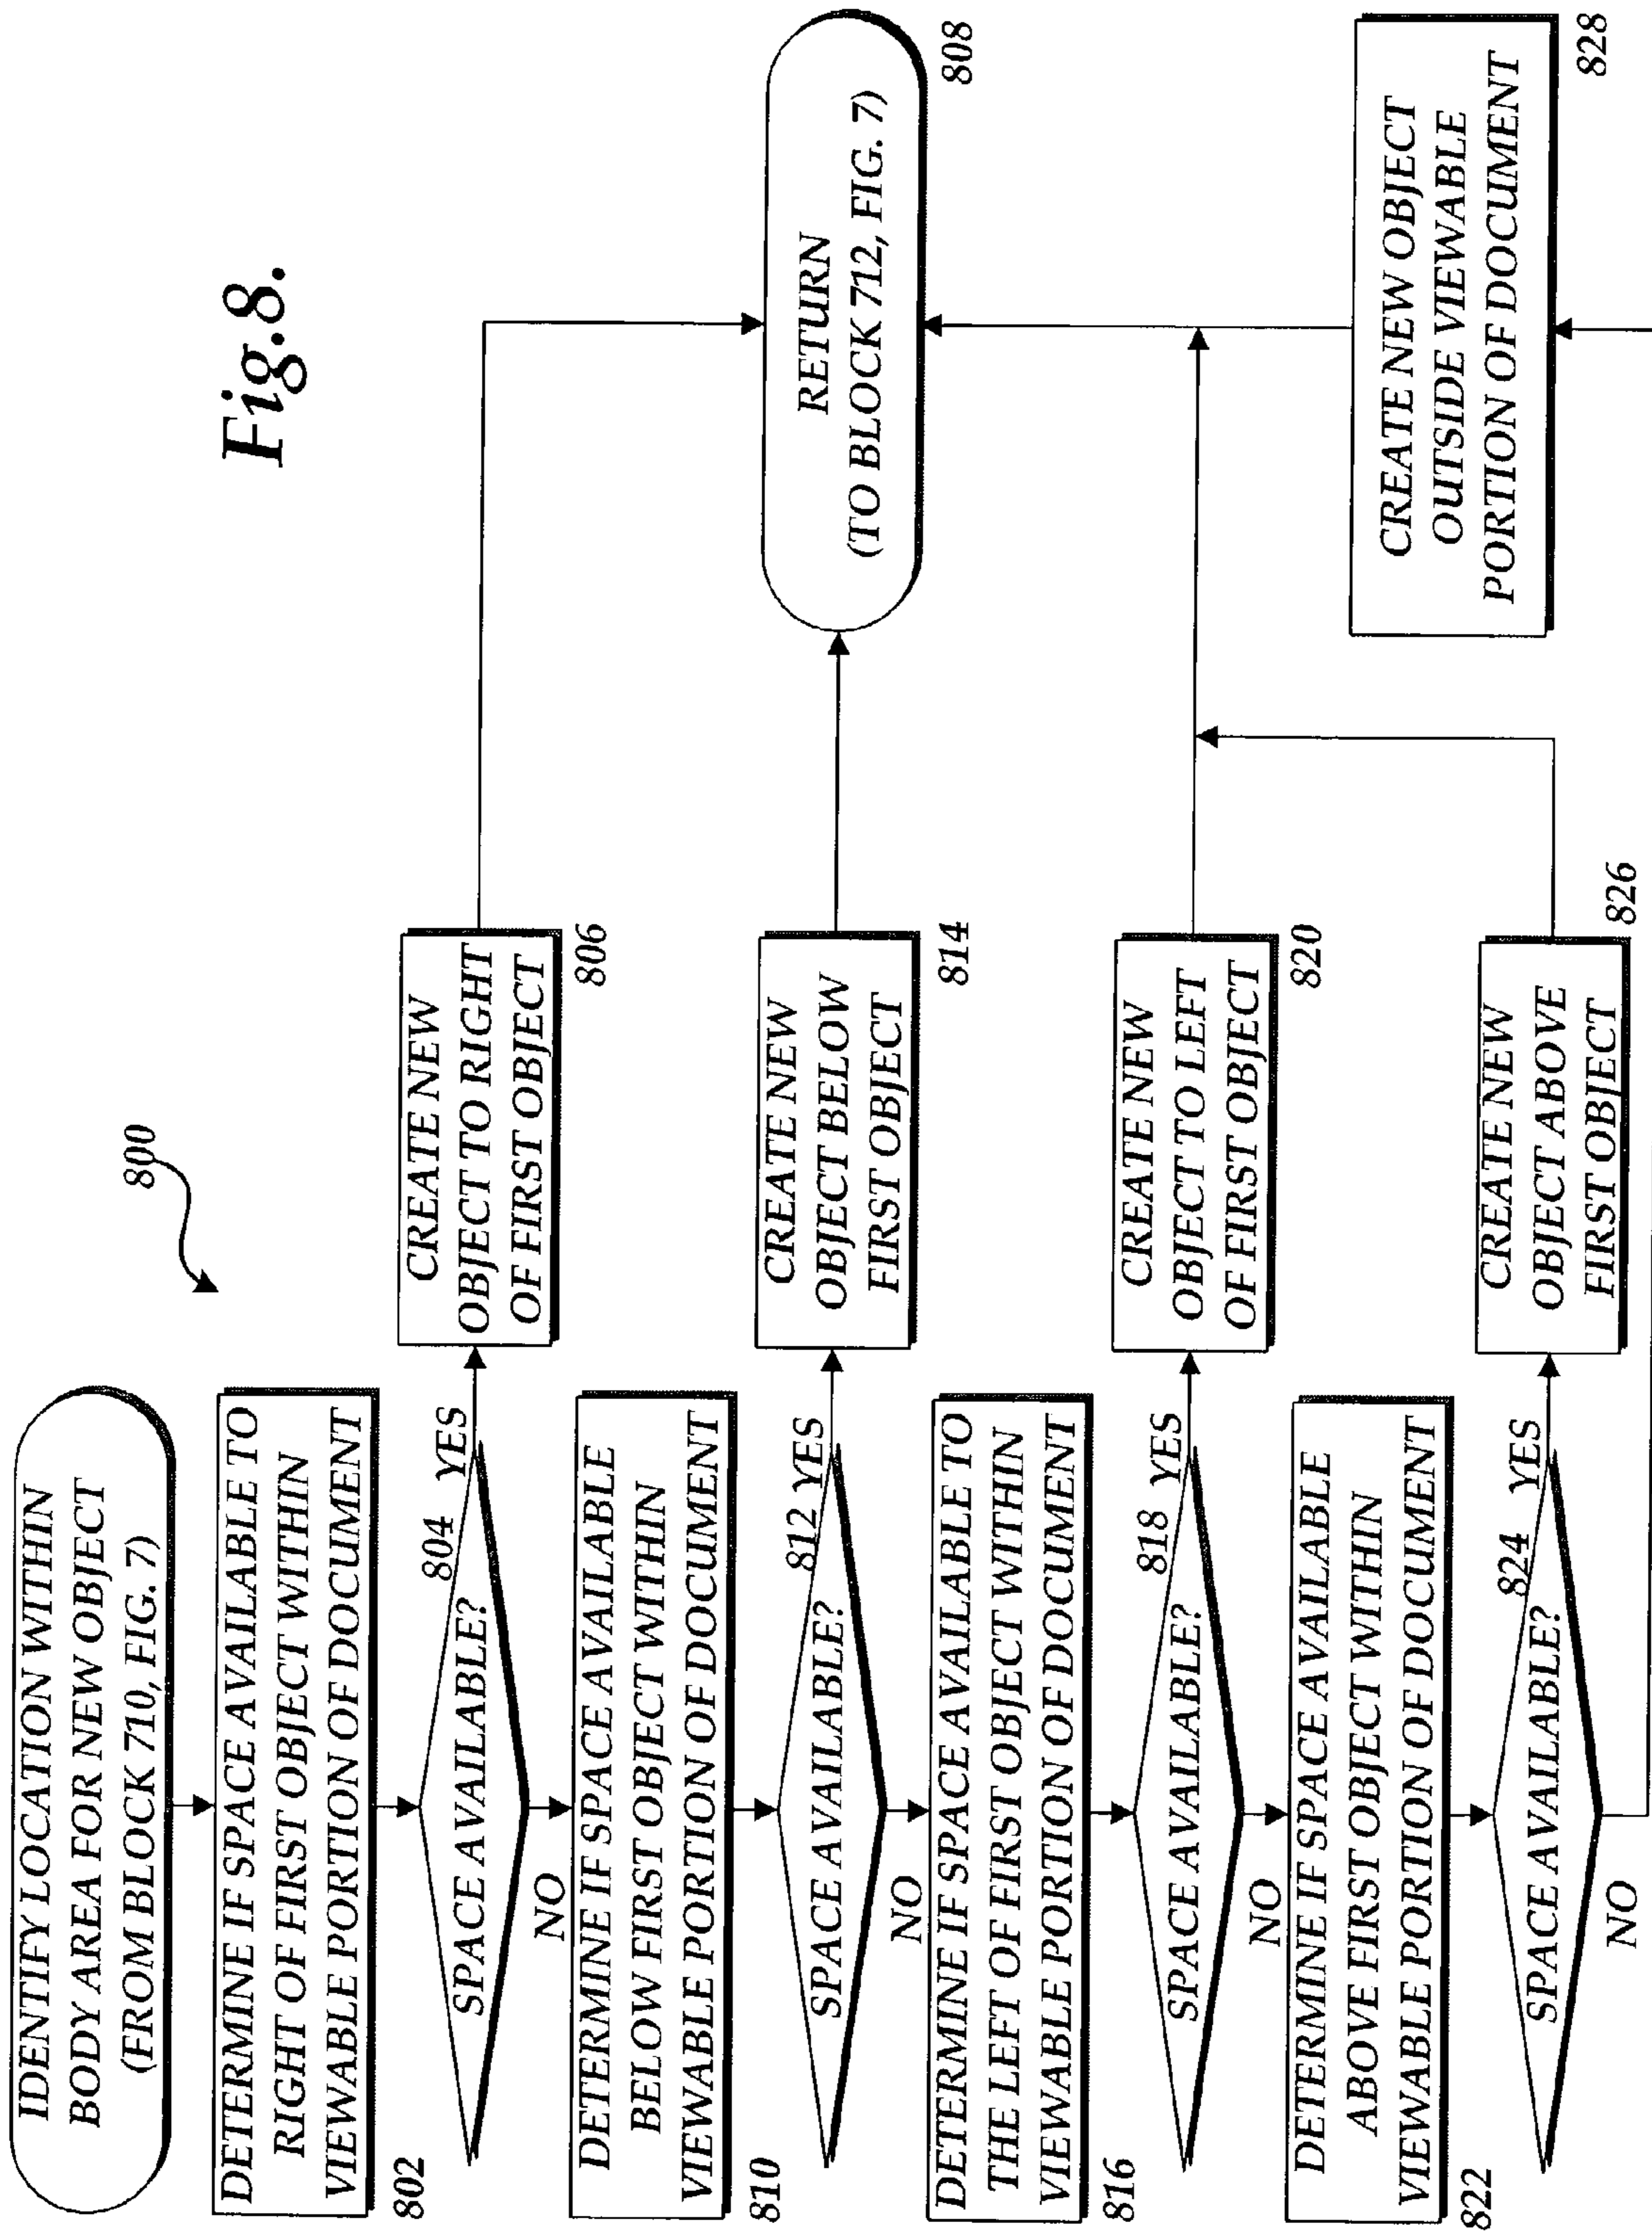 Fig.8.
800
IDENTIFY LOCATION WITHIN
BODY AREA FOR NEW OBJECT
(FROM BLOCK 710, FIG. 7)
DETERMINE IF SPACE AVAILABLE TO
RIGHT OF FIRST OBJECT WITHIN
VIEWABLE PORTION OF DOCUMENT
802
SPACE AVAILABLE?
804
YES
NO
CREATE NEW
OBJECT TO RIGHT
OF FIRST OBJECT
806
RETURN
(TO BLOCK 712, FIG. 7)
808
DETERMINE IF SPACE AVAILABLE
BELOW FIRST OBJECT WITHIN
VIEWABLE PORTION OF DOCUMENT
810
SPACE AVAILABLE?
812
YES
NO
CREATE NEW
OBJECT BELOW
FIRST OBJECT
814
DETERMINE IF SPACE AVAILABLE TO
THE LEFT OF FIRST OBJECT WITHIN
VIEWABLE PORTION OF DOCUMENT
816
SPACE AVAILABLE?
818
YES
NO
CREATE NEW
OBJECT TO LEFT
OF FIRST OBJECT
820
DETERMINE IF SPACE AVAILABLE
ABOVE FIRST OBJECT WITHIN
VIEWABLE PORTION OF DOCUMENT
822
SPACE AVAILABLE?
824
YES
NO
CREATE NEW
OBJECT ABOVE
FIRST OBJECT
826
CREATE NEW OBJECT
OUTSIDE VIEWABLE
PORTION OF DOCUMENT
828